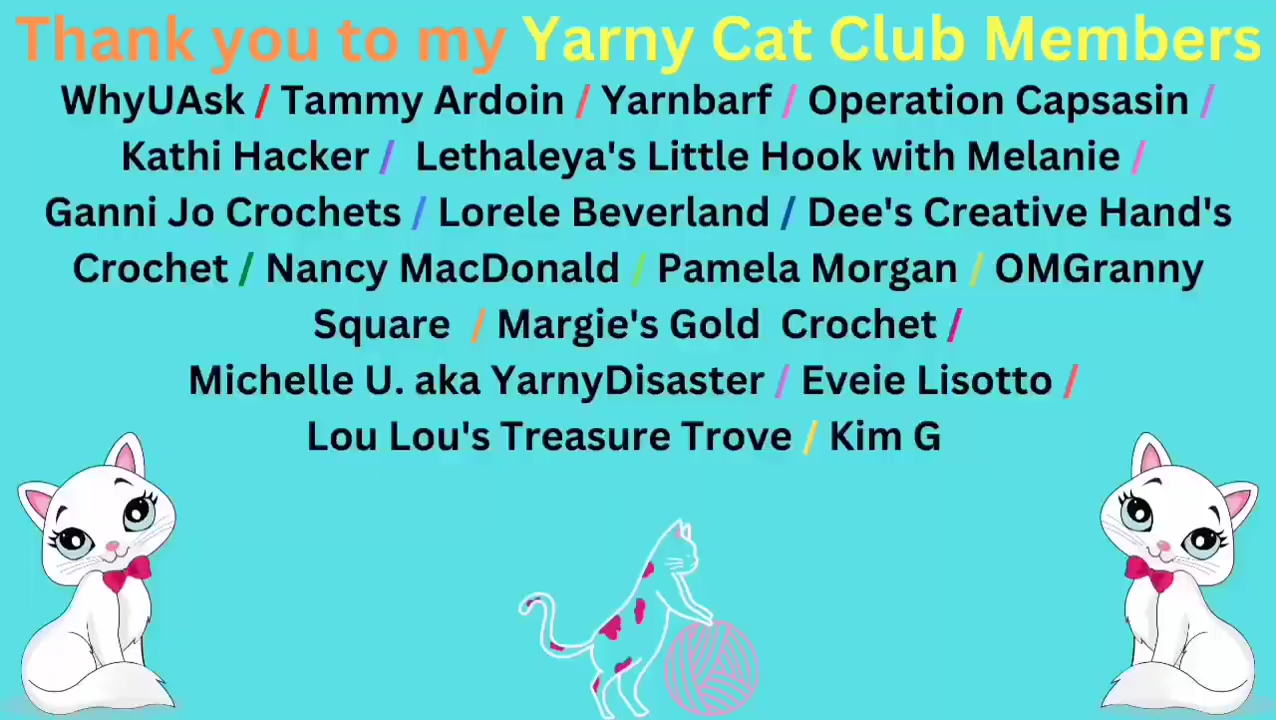 Thank you to my Yarny Cat Club Members
WhyUAsk / Tammy Ardoin / Yarnbarf / Operation Capsasin /
Kathi Hacker / Lethaleya's Little Hook with Melanie /
Ganni Jo Crochets / Lorele Beverland / Dee's Creative Hand's
Crochet / Nancy MacDonald / Pamela Morgan / OMGranny
Square / Margie's Gold Crochet /
Michelle U. aka YarnyDisaster / Eveie Lisotto /
Lou Lou's Treasure Trove / Kim G